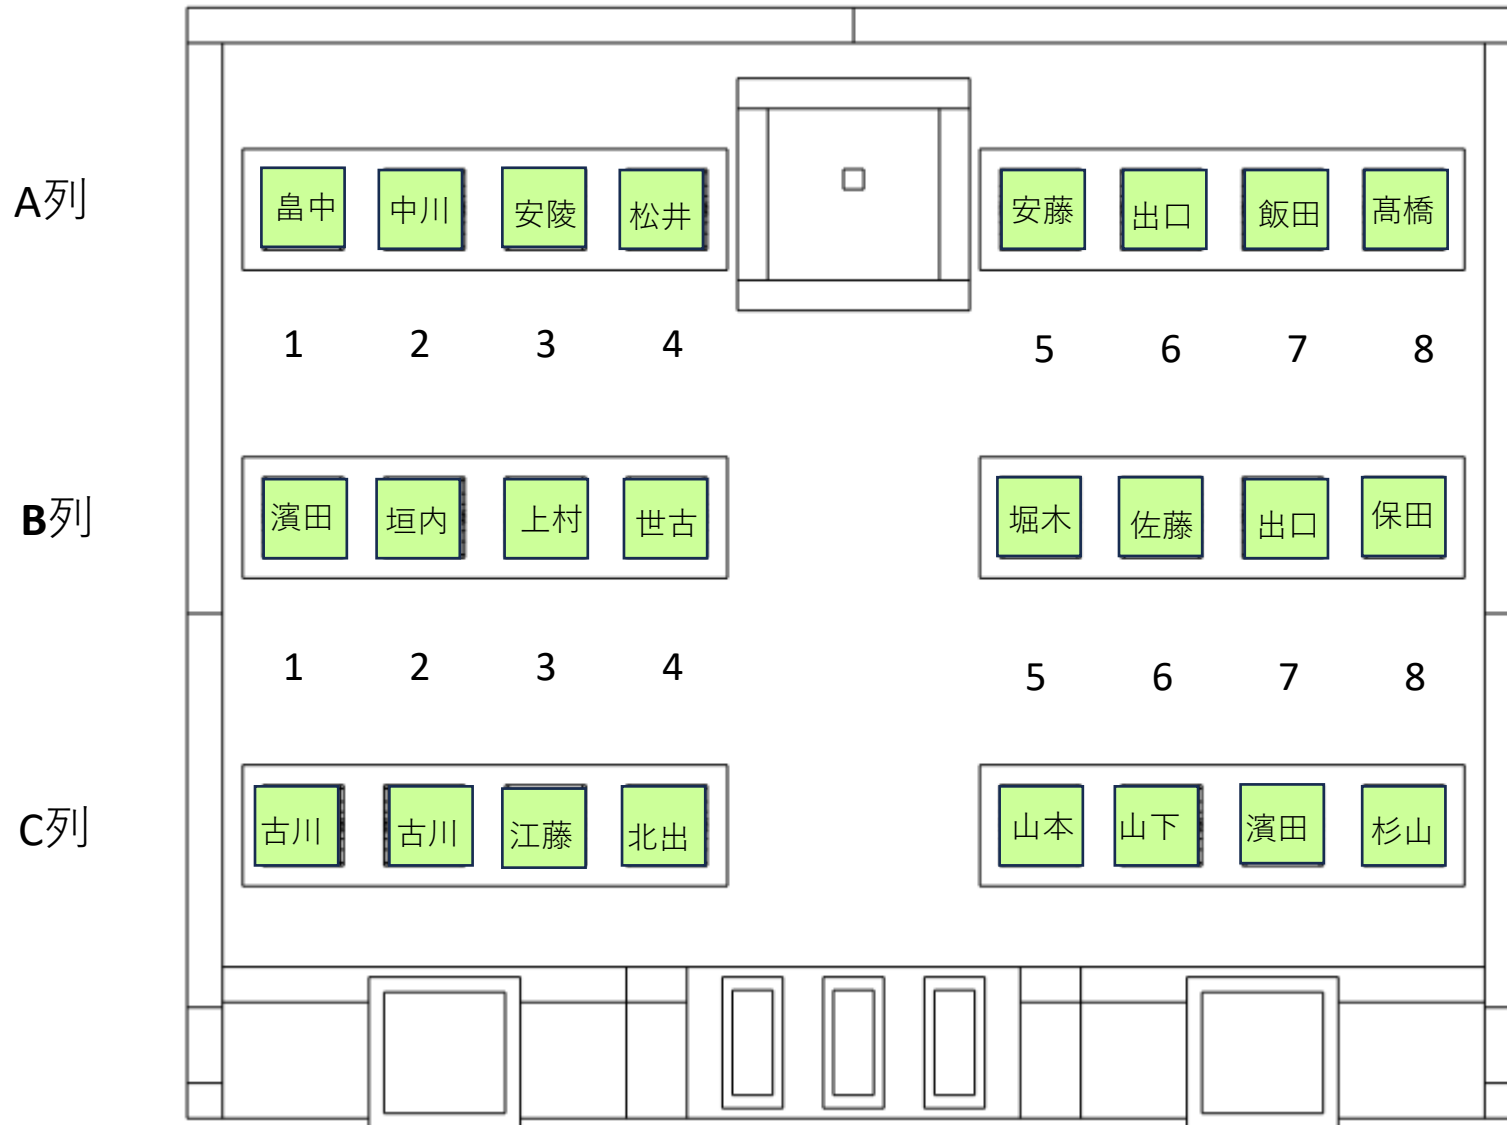 A列 畠中 中川 安陵 松井 安藤 出口 飯田 髙橋
1 2 3 4 5 6 7 8
B列 濱田 垣内 上村 世古 堀木 佐藤 出口 保田
1 2 3 4 5 6 7 8
C列 古川 古川 江藤 北出 山本 山下 濱田 杉山